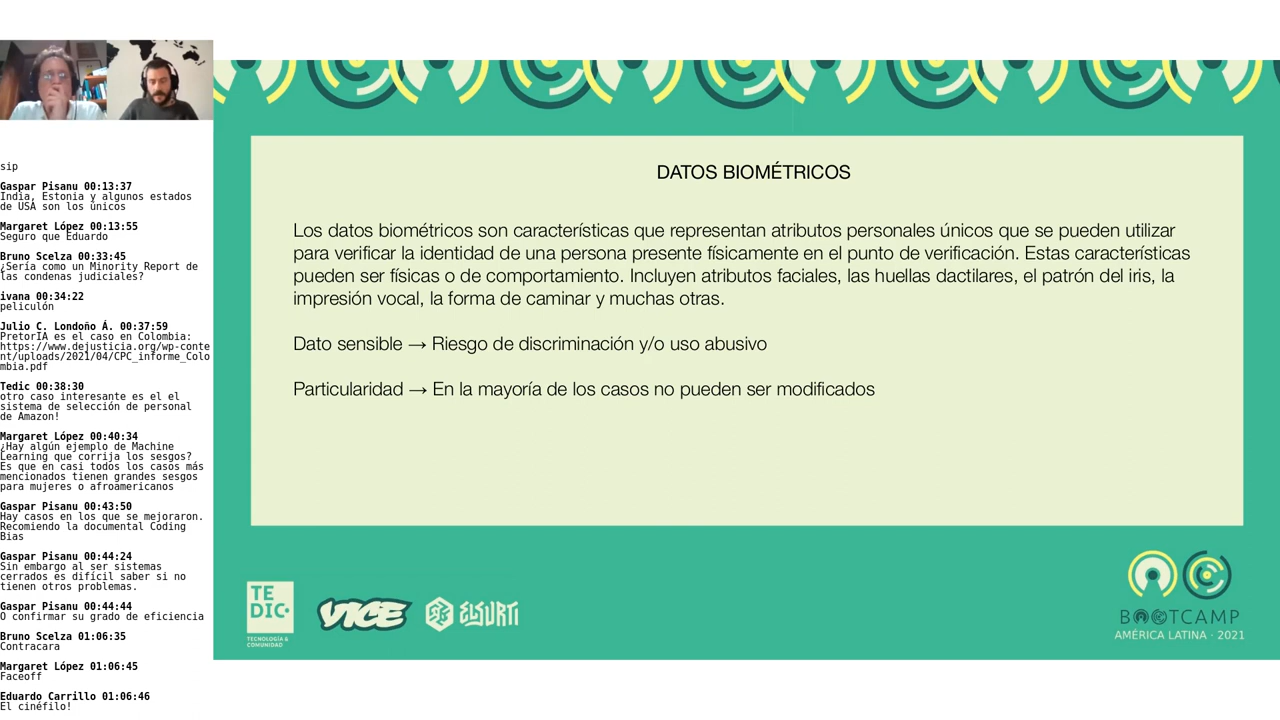 sip
Gaspar Pisanu 00:13:37
India, Estonia y algunos estados
de USA son los únicos
Margaret López 00:13:55
Seguro que Eduardo
Bruno Scelza 00:33:45
¿Sería como un Minority Report de
las condenas judiciales?
ivana 00:34:22
peliculón
Julio C. Londoño Á. 00:37:59
PretorIA es el caso en Colombia:
https://www.dejusticia.org/wp-conte
nt/uploads/2021/04/CPC_informe_Colo
mbia.pdf
Tedic 00:38:30
otro caso interesante es el el
sistema de selección de personal
de Amazon!
Margaret López 00:40:34
¿Hay algún ejemplo de Machine
Learning que corrija los sesgos?
Es que en casi todos los casos más
mencionados tienen grandes sesgos
para mujeres o afroamericanos
Gaspar Pisanu 00:43:50
Hay casos en los que se mejoraron.
Recomiendo la documental Coding
Bias
Gaspar Pisanu 00:44:24
Sin embargo al ser sistemas
cerrados es difícil saber si no
tienen otros problemas.
Gaspar Pisanu 00:44:44
O confirmar su grado de eficiencia
Bruno Scelza 01:06:35
Contracara
Margaret López 01:06:45
Faceoff
Eduardo Carrillo 01:06:46
El cinéfilo!
DATOS BIOMÉTRICOS
Los datos biométricos son características que representan atributos personales únicos que se pueden utilizar
para verificar la identidad de una persona presente físicamente en el punto de verificación. Estas características
pueden ser físicas o de comportamiento. Incluyen atributos faciales, las huellas dactilares, el patrón del iris, la
impresión vocal, la forma de caminar y muchas otras.
Dato sensible → Riesgo de discriminación y/o uso abusivo
Particularidad → En la mayoría de los casos no pueden ser modificados
TE
DIC
TECNOLOGÍA &
COMUNIDAD
VICE
ELSURTI
BOOTCAMP
AMÉRICA LATINA · 2021